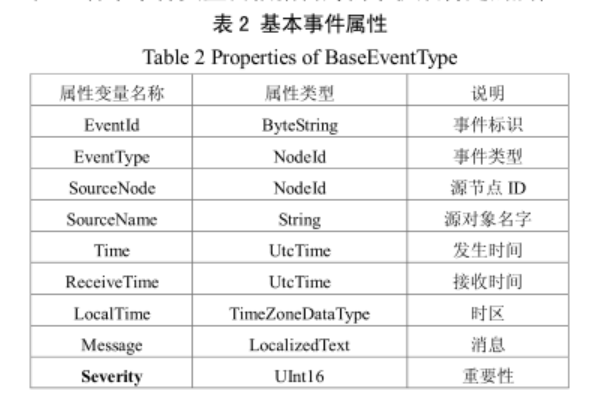 表 2 基本事件属性
Table 2 Properties of BaseEventType
属性变量名称 属性类型 说明
EventId ByteString 事件标识
EventType NodeId 事件类型
SourceNode NodeId 源节点 ID
SourceName String 源对象名字
Time UtcTime 发生时间
ReceiveTime UtcTime 接收时间
LocalTime TimeZoneDataType 时区
Message LocalizedText 消息
Severity UInt16 重要性